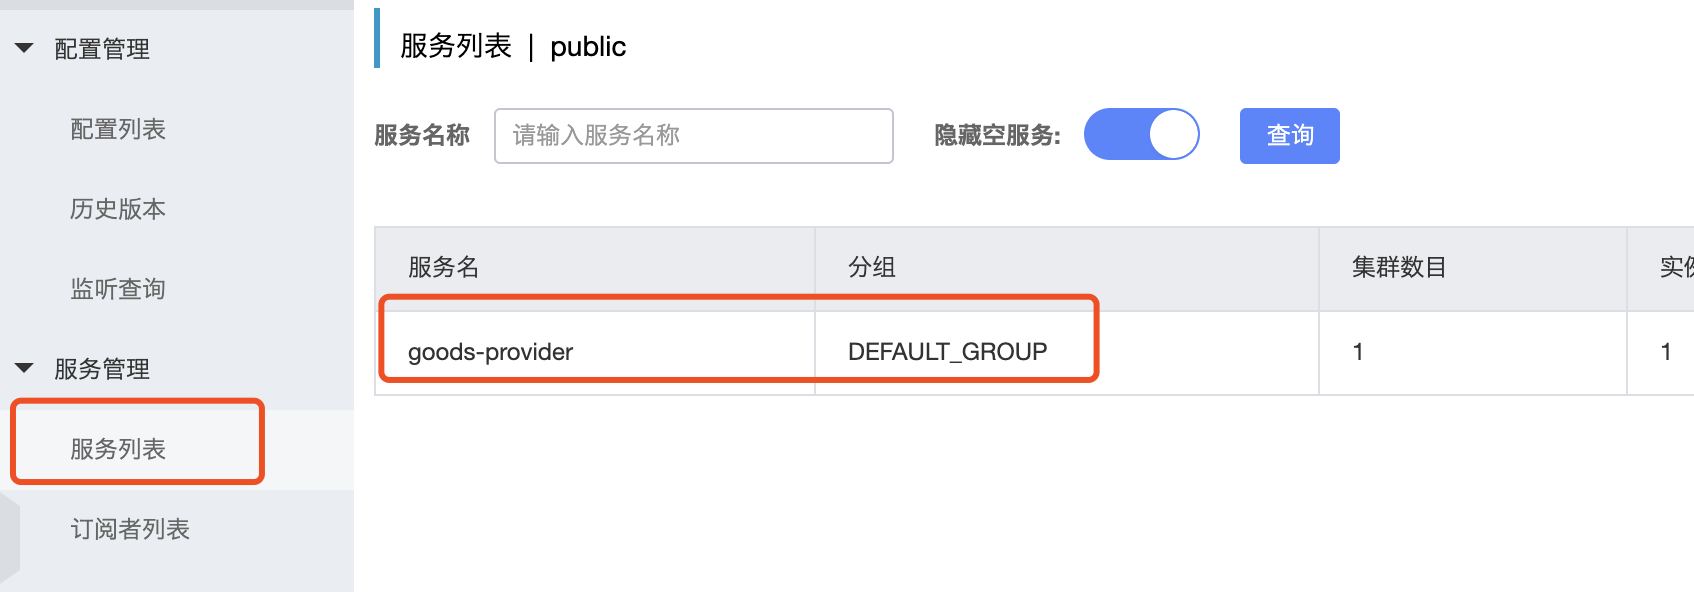 配置管理
配置列表
历史版本
监听查询
服务管理
服务列表
订阅者列表
服务列表 | public
服务名称 请输入服务名称 隐藏空服务: 查询
服务名 分组 集群数目 实例
goods-provider DEFAULT_GROUP 1 1